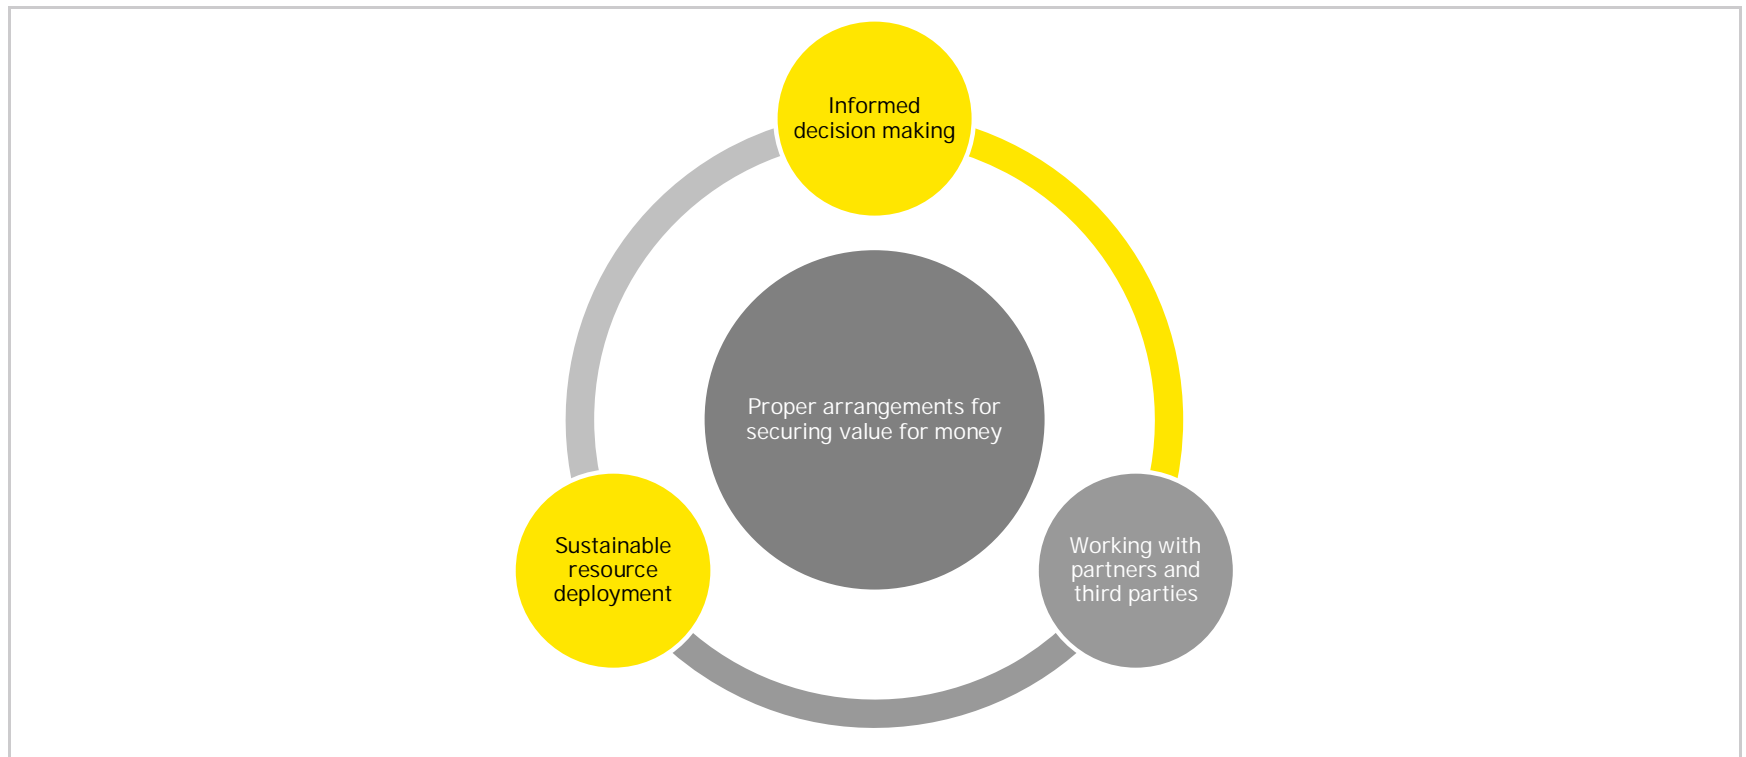 Informed
decision making
Proper arrangements for
securing value for money
Sustainable
resource
deployment
Working with
partners and
third parties